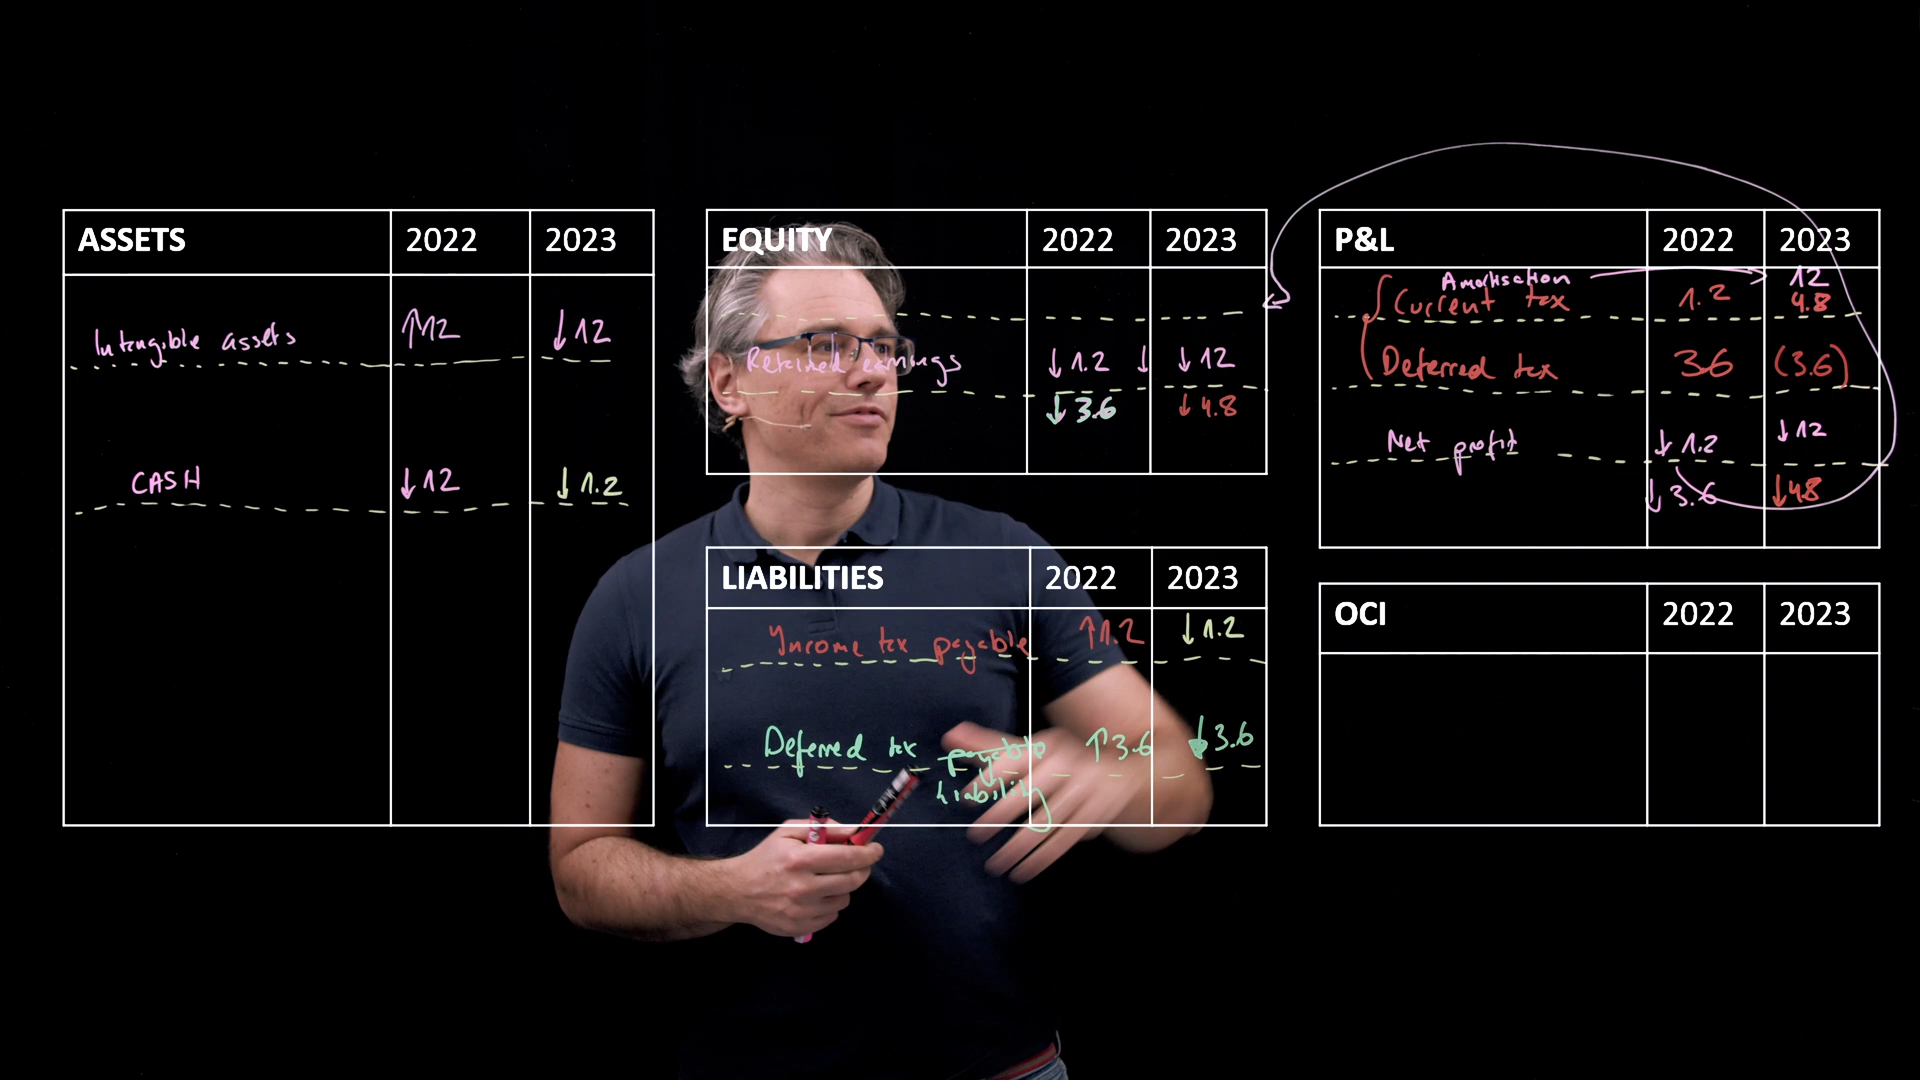 ASSETS 2022 2023
Intangible assets ↑12 ↓12
CASH ↓12 ↓1.2
EQUITY 2022 2023
Retained earnings ↓1.2 ↓ ↓12
↓3.6 ↓4.8
LIABILITIES 2022 2023
Income tax payable ↑1.2 ↓1.2
Deferred tax payable ↑3.6 ↓3.6
liability
P&L 2022 2023
Amortisation 12
Current tax 1.2 4.8
Deferred tax 3.6 (3.6)
Net profit ↓1.2 ↓12
↓3.6 ↓4.8
OCI 2022 2023